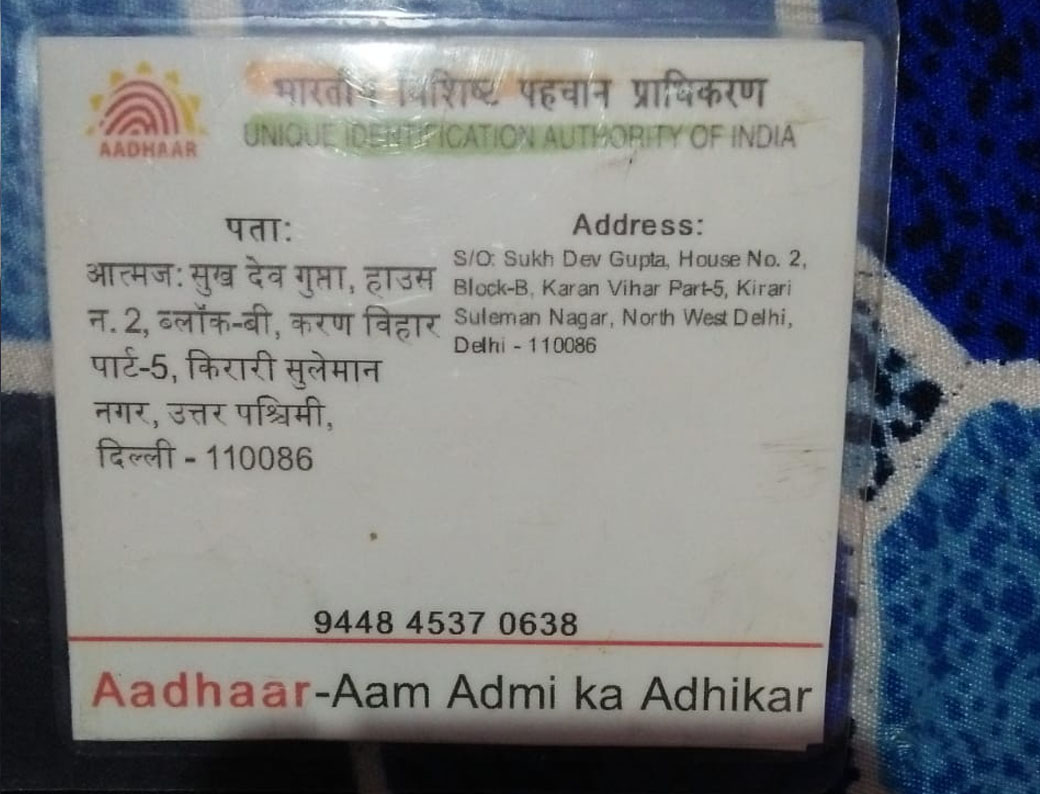 भारतीय विशिष्ट पहचान प्राधिकरण
UNIQUE IDENTIFICATION AUTHORITY OF INDIA
AADHAAR
पता:
आत्मज: सुख देव गुप्ता, हाउस
न. 2, ब्लॉक-बी, करण विहार
पार्ट-5, किरारी सुलेमान
नगर, उत्तर पश्चिमी,
दिल्ली - 110086
Address:
S/O: Sukh Dev Gupta, House No. 2,
Block-B, Karan Vihar Part-5, Kirari
Suleman Nagar, North West Delhi,
Delhi - 110086
9448 4537 0638
Aadhaar-Aam Admi ka Adhikar